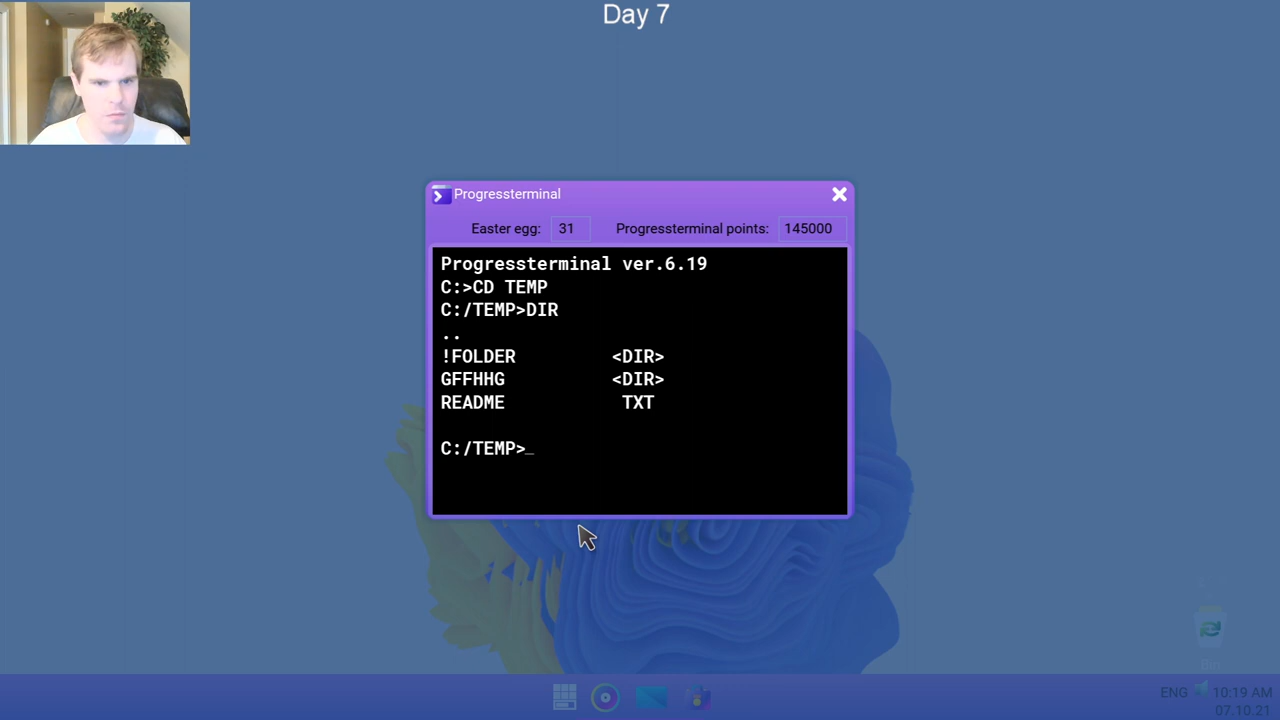 Day 7
Progressterminal
Easter egg: 31 Progressterminal points: 145000
Progressterminal ver.6.19
C:>CD TEMP
C:/TEMP>DIR
..
!FOLDER <DIR>
GFFHHG <DIR>
README TXT
C:/TEMP>_
Bin
ENG 10:19 AM
07.10.21